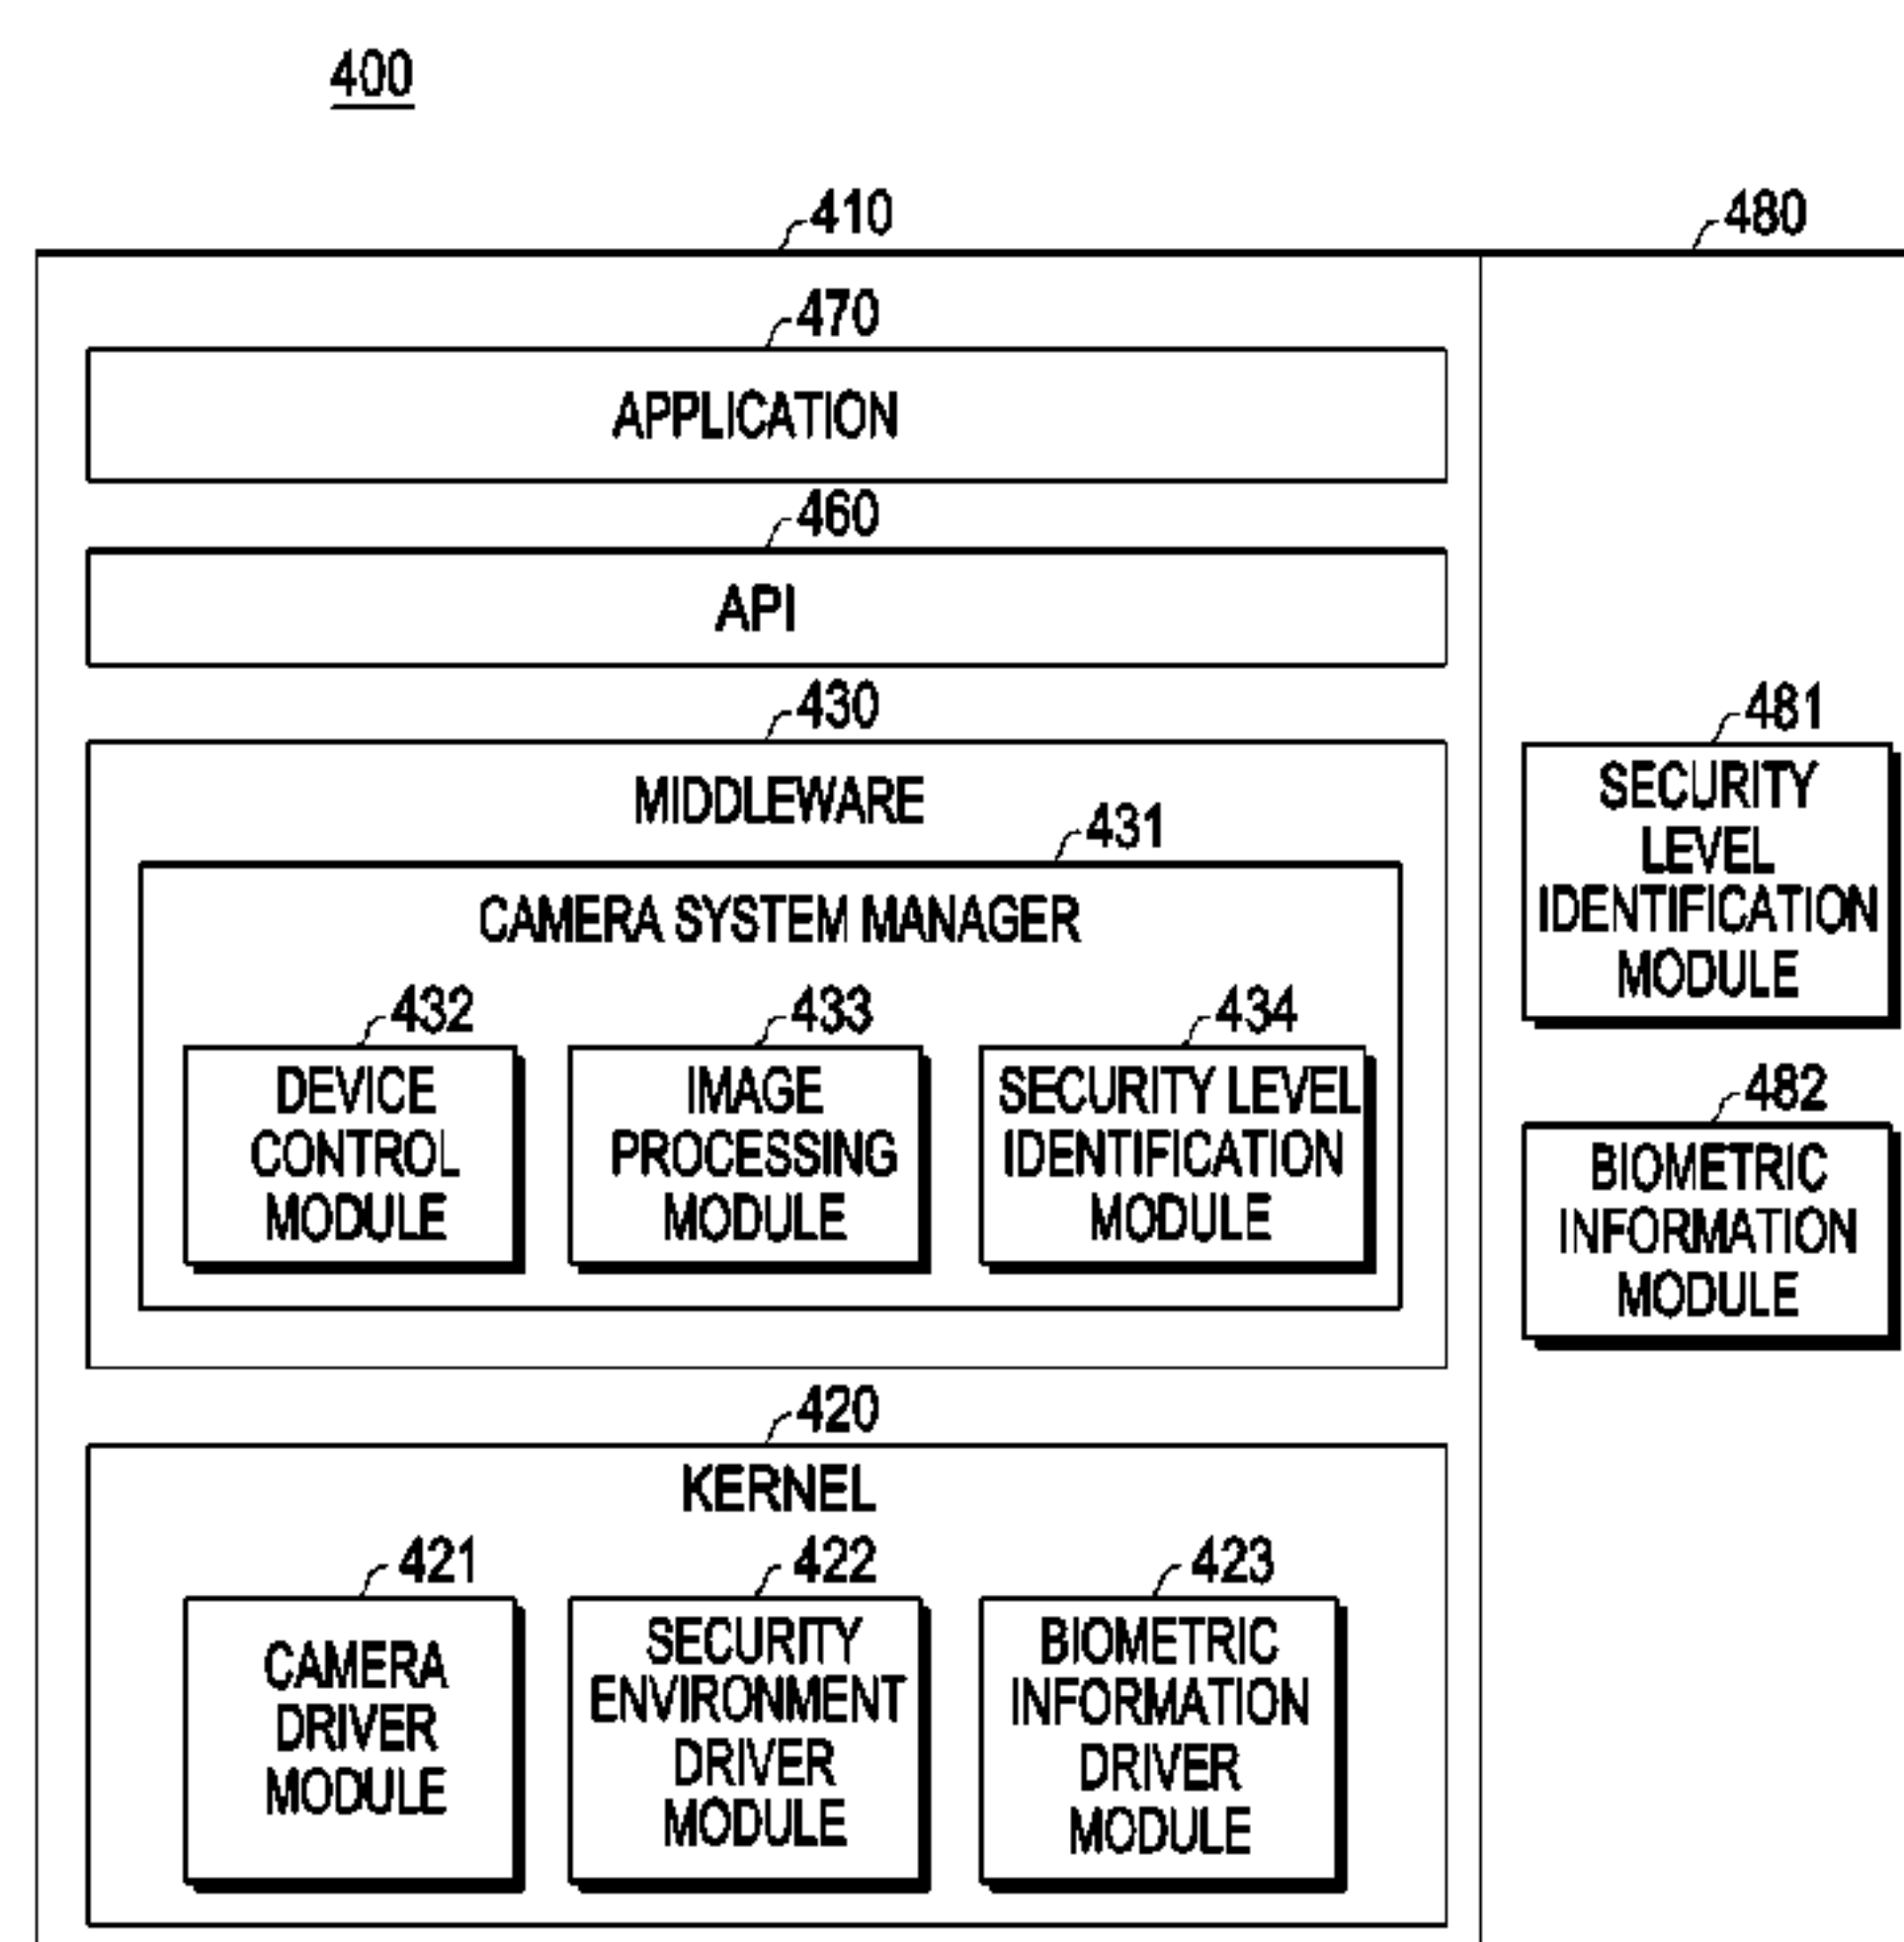 400
410
480
470
APPLICATION
460
API
430
MIDDLEWARE
431
CAMERA SYSTEM MANAGER
432
DEVICE
CONTROL
MODULE
433
IMAGE
PROCESSING
MODULE
434
SECURITY LEVEL
IDENTIFICATION
MODULE
481
SECURITY
LEVEL
IDENTIFICATION
MODULE
482
BIOMETRIC
INFORMATION
MODULE
420
KERNEL
421
CAMERA
DRIVER
MODULE
422
SECURITY
ENVIRONMENT
DRIVER
MODULE
423
BIOMETRIC
INFORMATION
DRIVER
MODULE